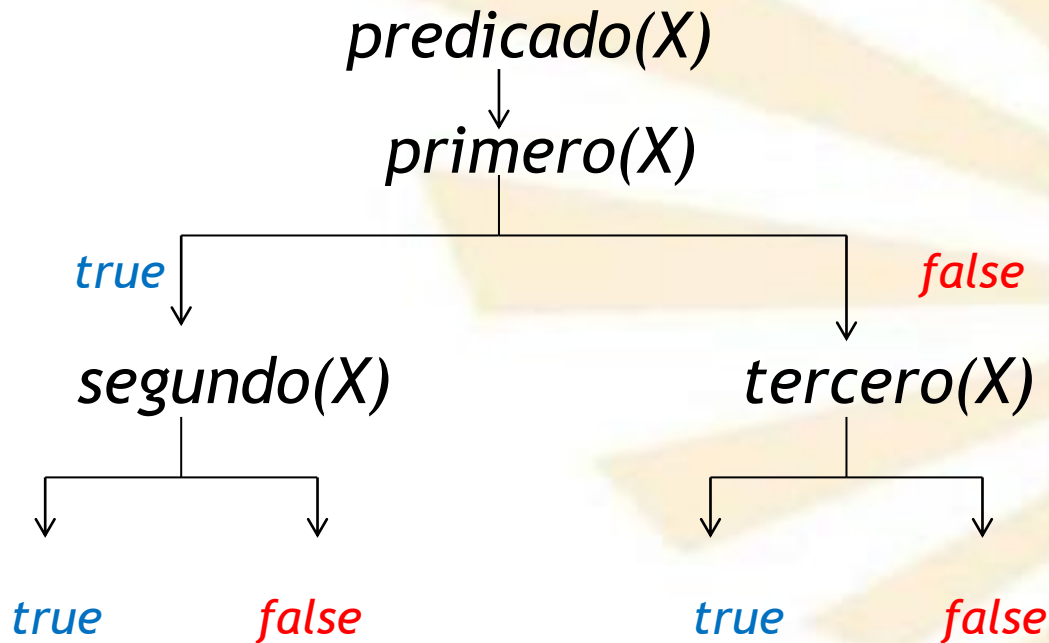 predicado(X)
primero(X)
true
false
segundo(X)
tercero(X)
true
false
true
false